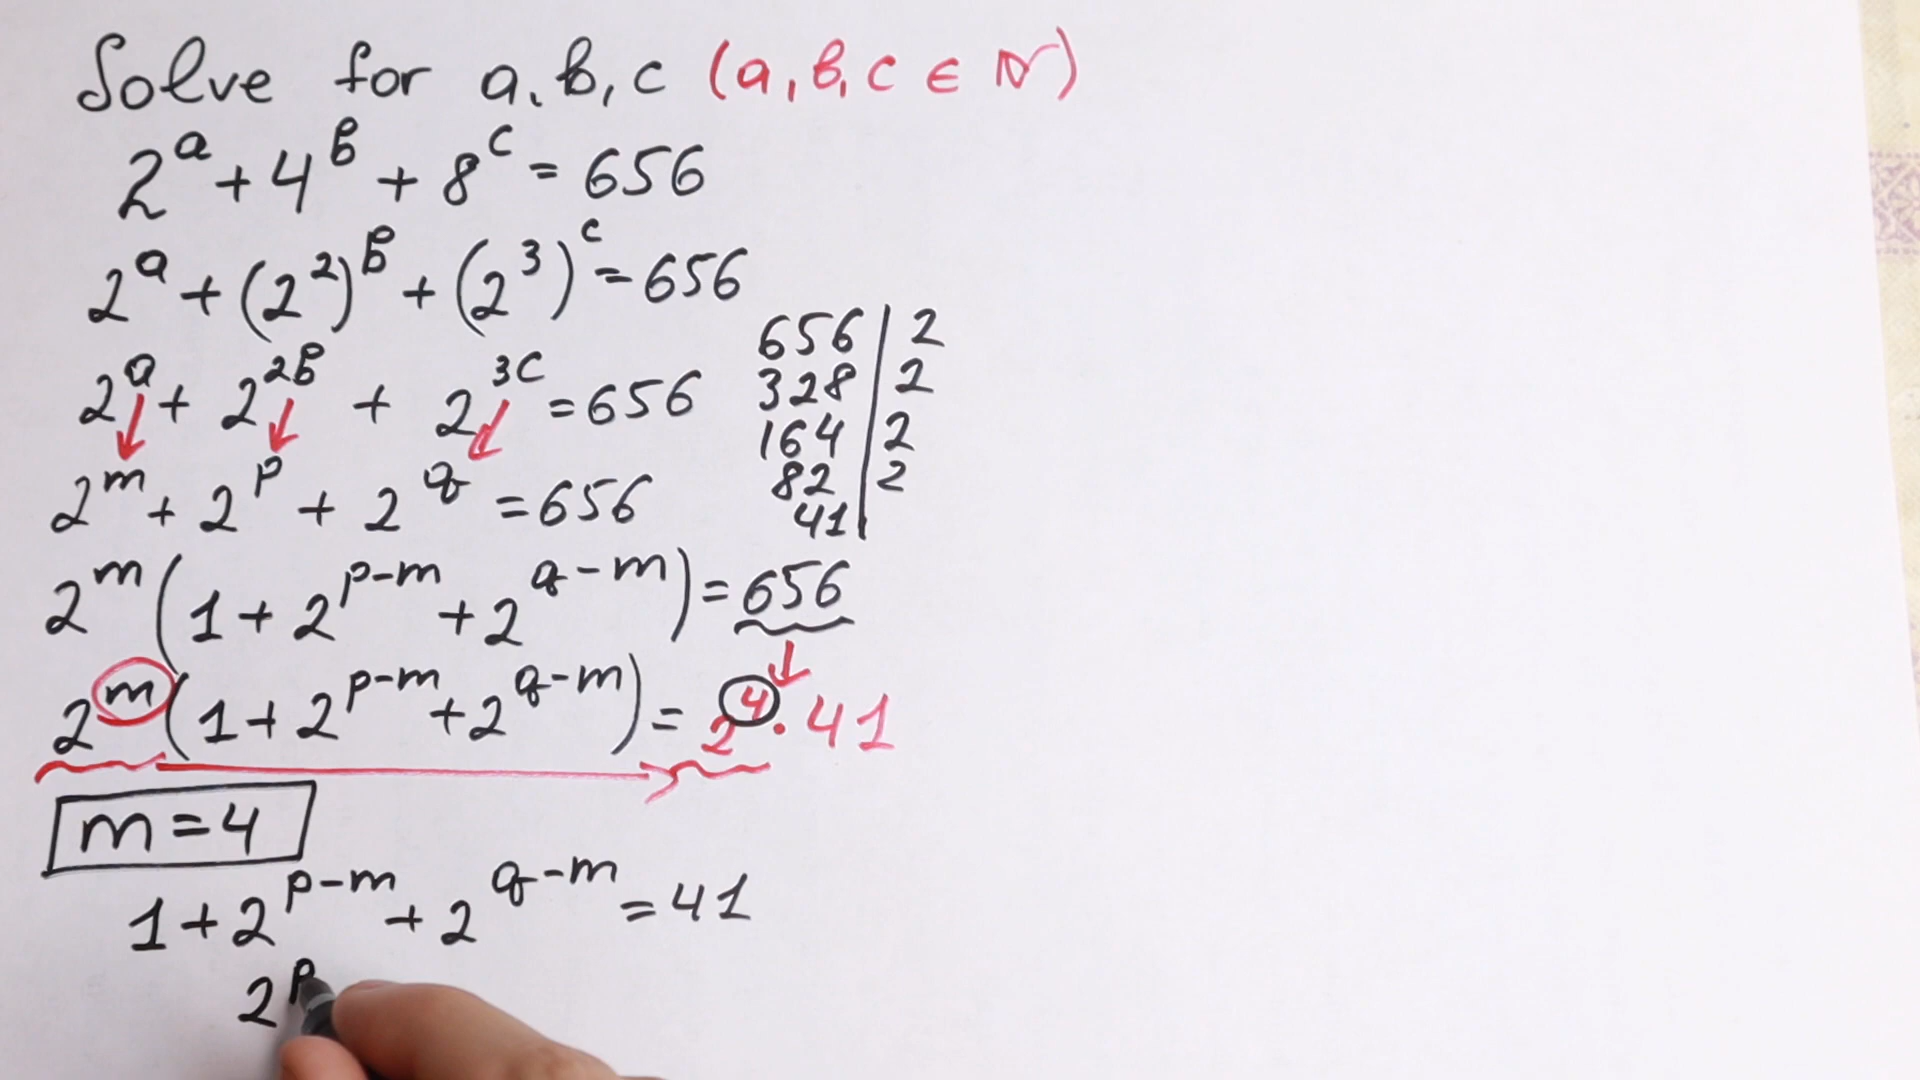 Solve for a, b, c (a, b, c ∈ N)
2^a + 4^b + 8^c = 656
2^a + (2^2)^b + (2^3)^c = 656
2^a + 2^2b + 2^3c = 656
2^m + 2^p + 2^q = 656
656 | 2
328 | 2
164 | 2
82 | 2
41 |
2^m (1 + 2^p-m + 2^q-m) = 656
2^m (1 + 2^p-m + 2^q-m) = 2^4 · 41
m = 4
1 + 2^p-m + 2^q-m = 41
2^p